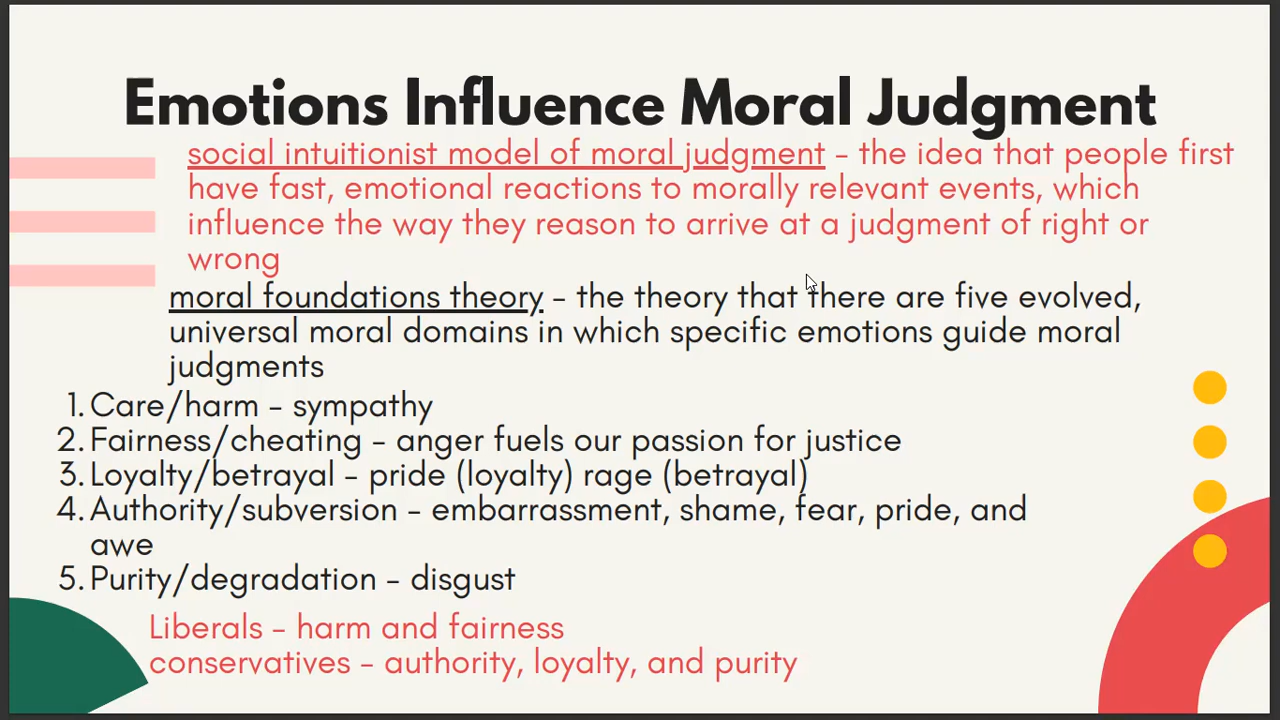 Emotions Influence Moral Judgment
social intuitionist model of moral judgment - the idea that people first
have fast, emotional reactions to morally relevant events, which
influence the way they reason to arrive at a judgment of right or
wrong
moral foundations theory - the theory that there are five evolved,
universal moral domains in which specific emotions guide moral
judgments
1. Care/harm - sympathy
2. Fairness/cheating - anger fuels our passion for justice
3. Loyalty/betrayal - pride (loyalty) rage (betrayal)
4. Authority/subversion - embarrassment, shame, fear, pride, and
awe
5. Purity/degradation - disgust
Liberals - harm and fairness
conservatives - authority, loyalty, and purity